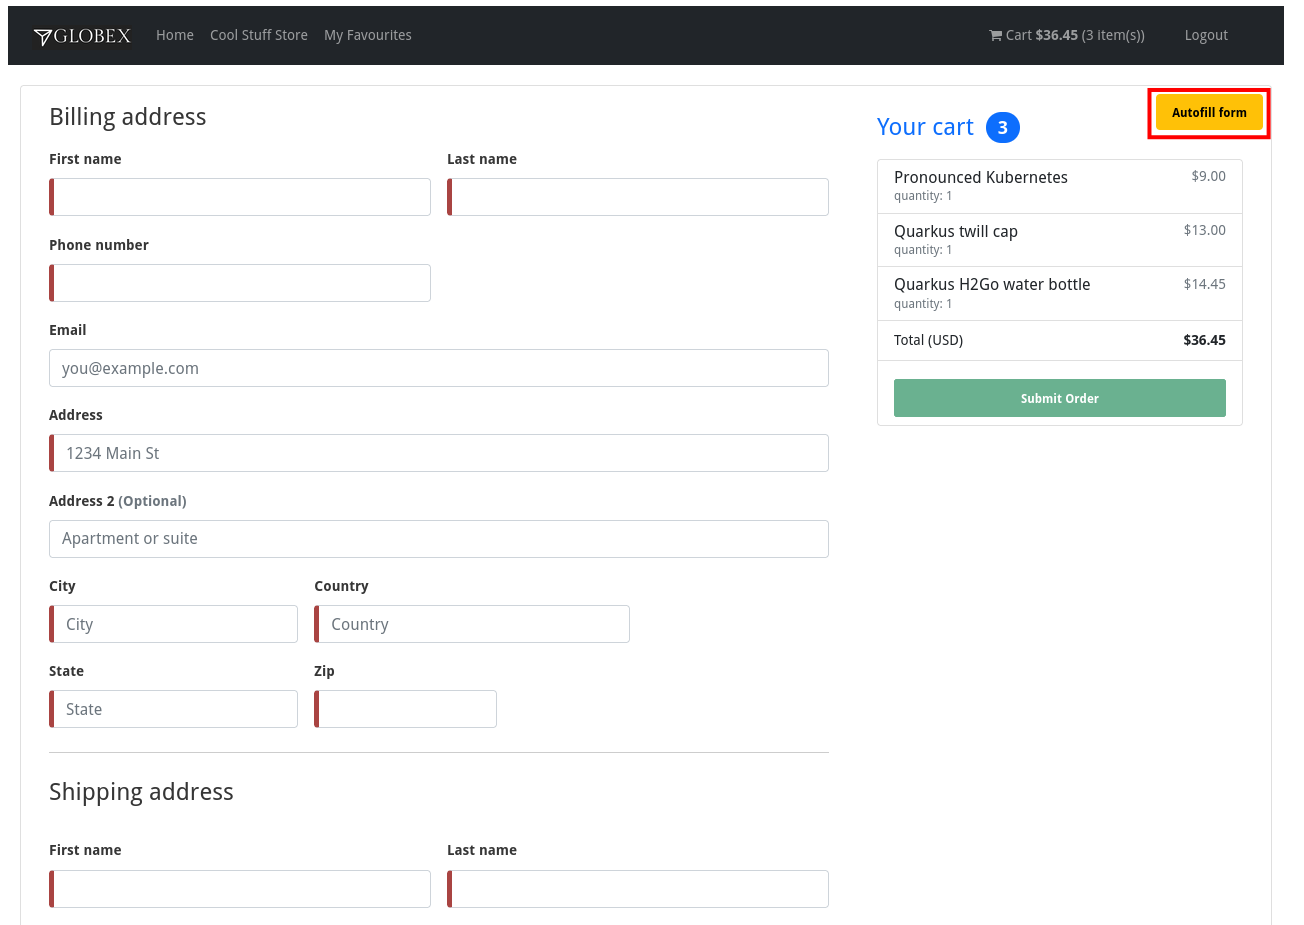 GLOBEX Home Cool Stuff Store My Favourites Cart $36.45 (3 item(s)) Logout
Billing address
First name Last name
Phone number
Email
you@example.com
Address
1234 Main St
Address 2 (Optional)
Apartment or suite
City Country
City Country
State Zip
State
Shipping address
First name Last name
Autofill form
Your cart 3
Pronounced Kubernetes $9.00
quantity: 1
Quarkus twill cap $13.00
quantity: 1
Quarkus H2Go water bottle $14.45
quantity: 1
Total (USD) $36.45
Submit Order